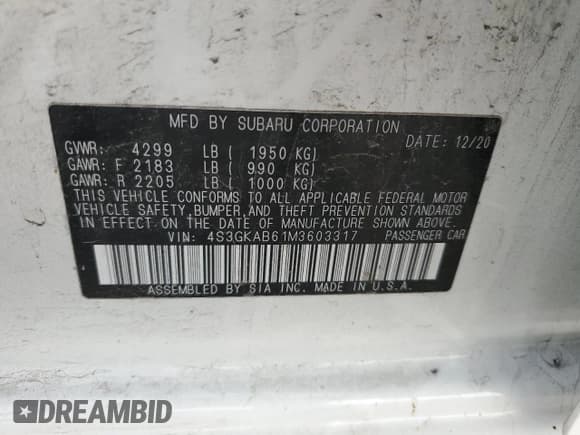 MFD BY SUBARU CORPORATION
DATE: 12/20
GVWR: 4299 LB ( 1950 KG)
GAWR: F 2183 LB ( 990 KG)
GAWR: R 2205 LB ( 1000 KG)
THIS VEHICLE CONFORMS TO ALL APPLICABLE FEDERAL MOTOR
VEHICLE SAFETY,BUMPER,AND THEFT PREVENTION STANDARDS
IN EFFECT ON THE DATE OF MANUFACTURE SHOWN ABOVE.
VIN: 4S3GKAB61M3603317 PASSENGER CAR
ASSEMBLED BY SIA INC. MADE IN U.S.A.
DREAMBID